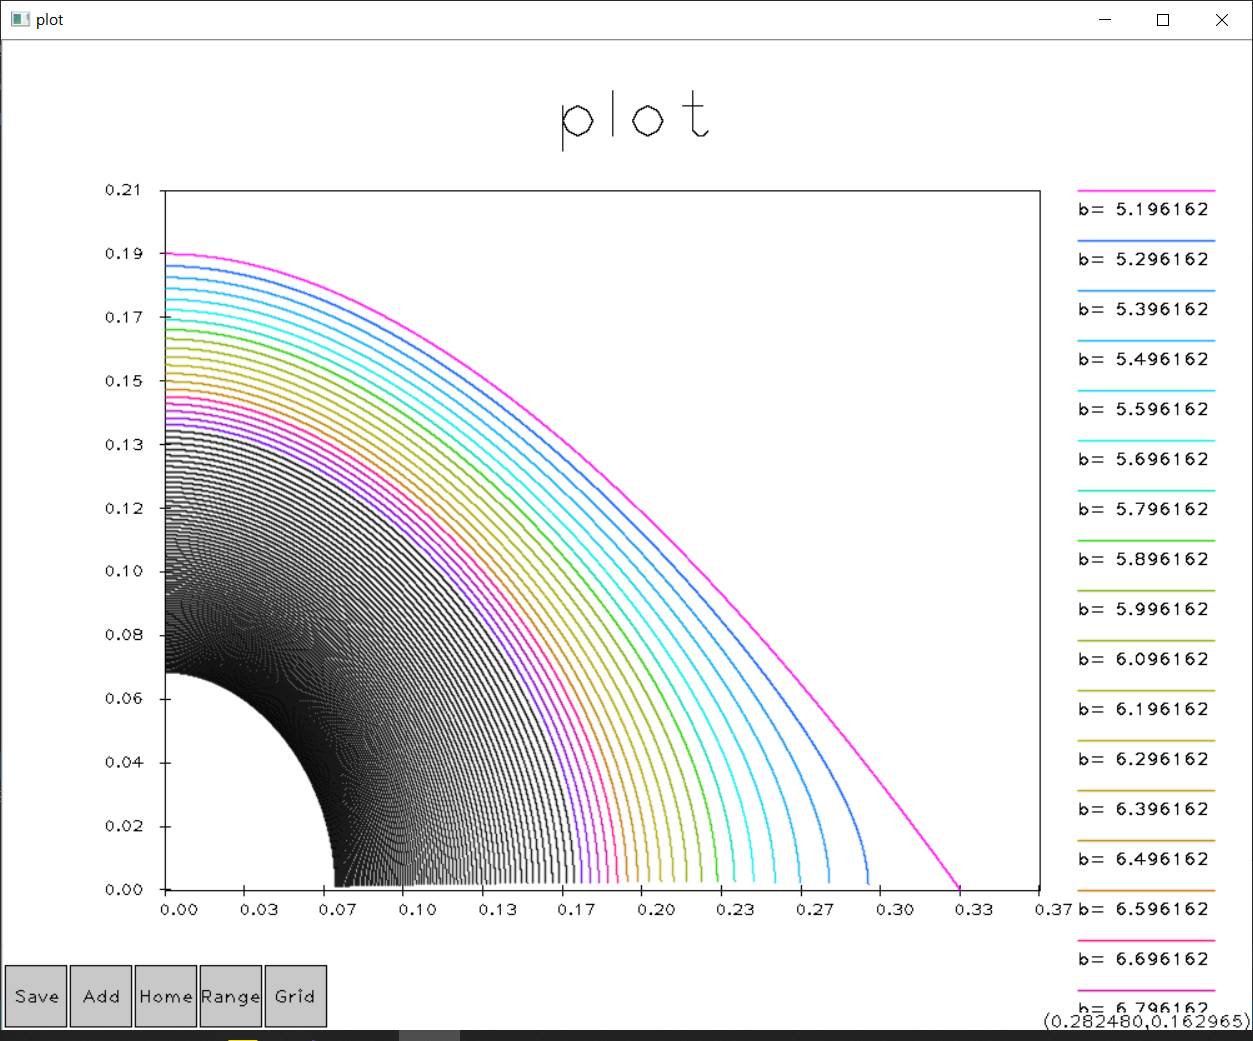 plot
plot
0.21
0.19
0.17
0.15
0.13
0.12
0.10
0.08
0.06
0.04
0.02
0.00
0.00 0.03 0.07 0.10 0.13 0.17 0.20 0.23 0.27 0.30 0.33 0.37
b= 5.196162
b= 5.296162
b= 5.396162
b= 5.496162
b= 5.596162
b= 5.696162
b= 5.796162
b= 5.896162
b= 5.996162
b= 6.096162
b= 6.196162
b= 6.296162
b= 6.396162
b= 6.496162
b= 6.596162
b= 6.696162
b= 6.796162
(0.282480,0.162965)
Save Add Home Range Grid